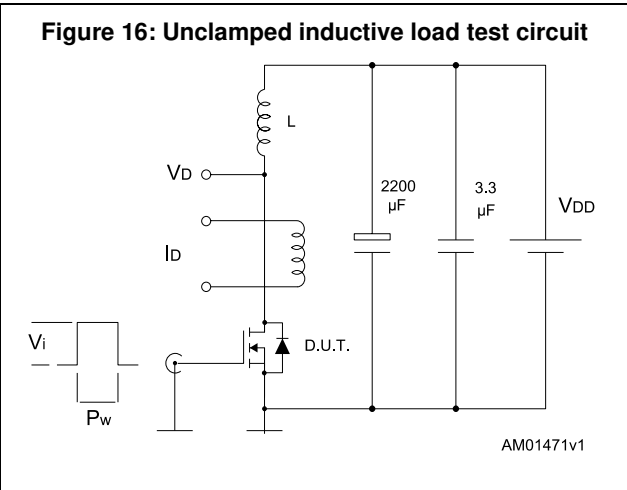 Figure 16: Unclamped inductive load test circuit
L
VD
2200
µF
3.3
µF
VDD
ID
Vi
D.U.T.
Pw
AM01471v1